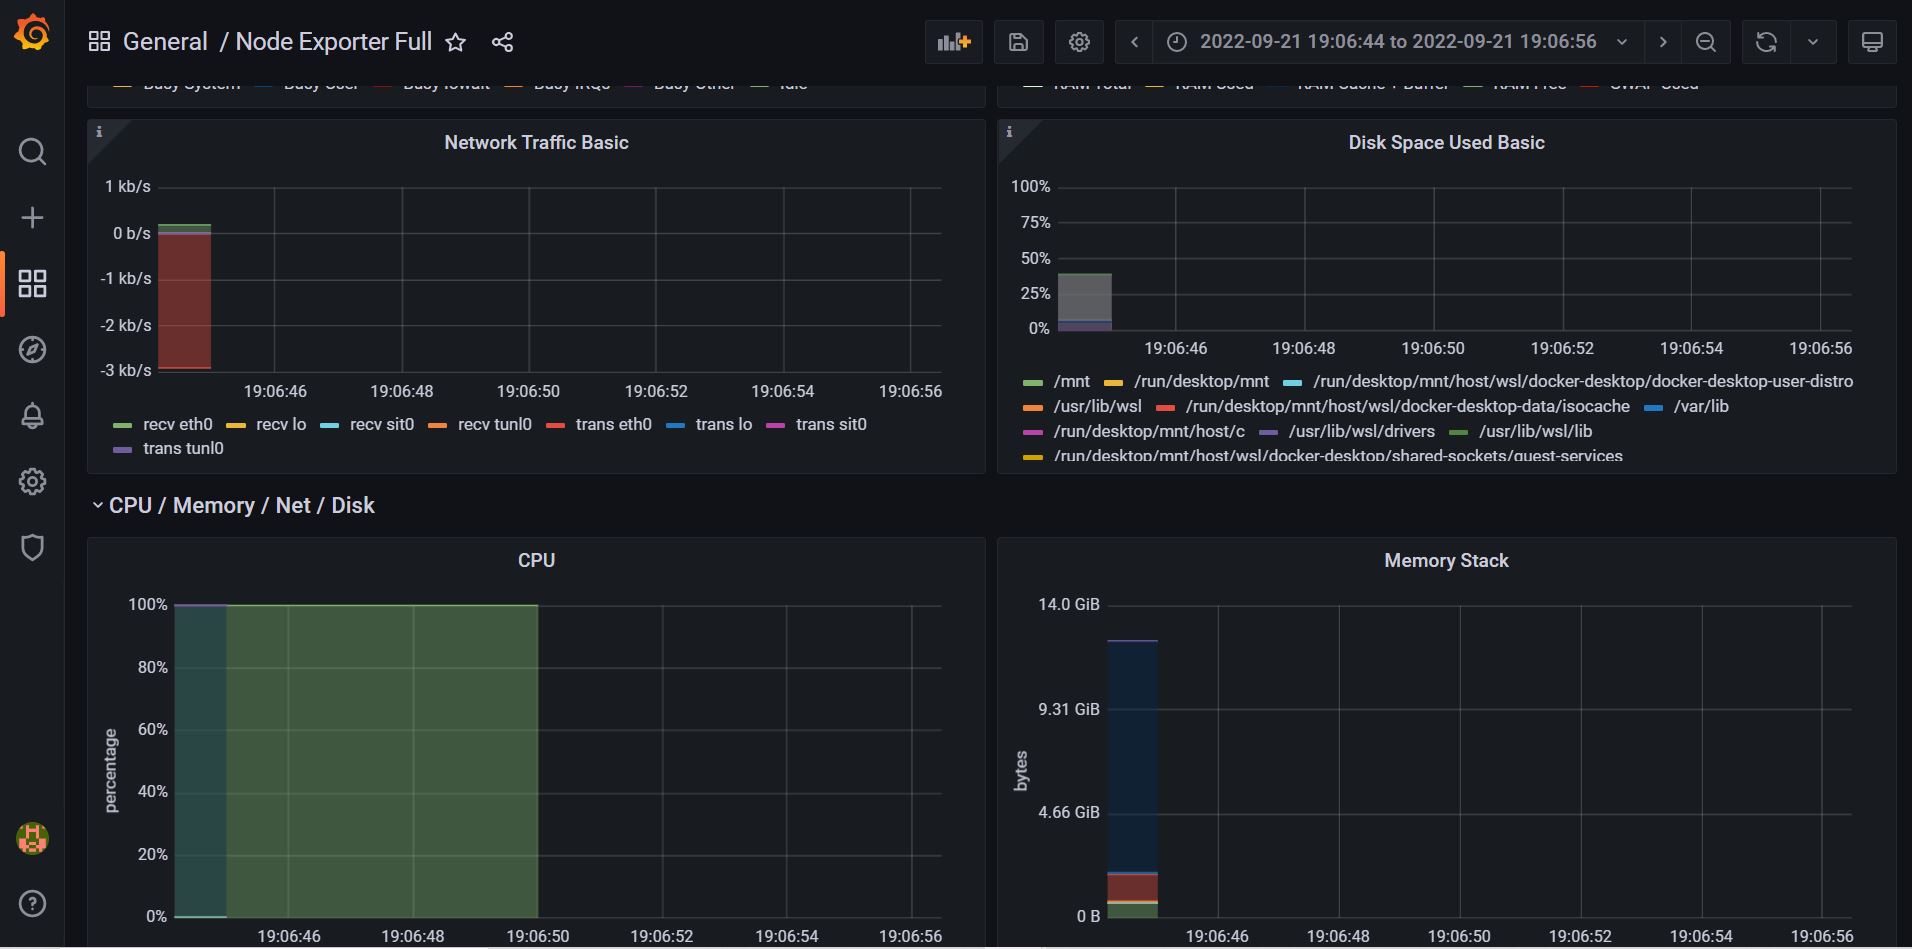 General / Node Exporter Full
2022-09-21 19:06:44 to 2022-09-21 19:06:56
Busy System Busy User Busy Iowait Busy IRQs Busy Other Idle
RAM Total RAM Used RAM Cache + Buffer RAM Free SWAP Used
i
Network Traffic Basic
1 kb/s
0 b/s
-1 kb/s
-2 kb/s
-3 kb/s
19:06:46 19:06:48 19:06:50 19:06:52 19:06:54 19:06:56
recv eth0 recv lo recv sit0 recv tunl0 trans eth0 trans lo trans sit0
trans tunl0
i
Disk Space Used Basic
100%
75%
50%
25%
0%
19:06:46 19:06:48 19:06:50 19:06:52 19:06:54 19:06:56
/mnt /run/desktop/mnt /run/desktop/mnt/host/wsl/docker-desktop/docker-desktop-user-distro
/usr/lib/wsl /run/desktop/mnt/host/wsl/docker-desktop-data/isocache /var/lib
/run/desktop/mnt/host/c /usr/lib/wsl/drivers /usr/lib/wsl/lib
/run/desktop/mnt/host/wsl/docker-desktop/shared-sockets/guest-services
CPU / Memory / Net / Disk
CPU
percentage
100%
80%
60%
40%
20%
0%
19:06:46 19:06:48 19:06:50 19:06:52 19:06:54 19:06:56
Memory Stack
bytes
14.0 GiB
9.31 GiB
4.66 GiB
0 B
19:06:46 19:06:48 19:06:50 19:06:52 19:06:54 19:06:56